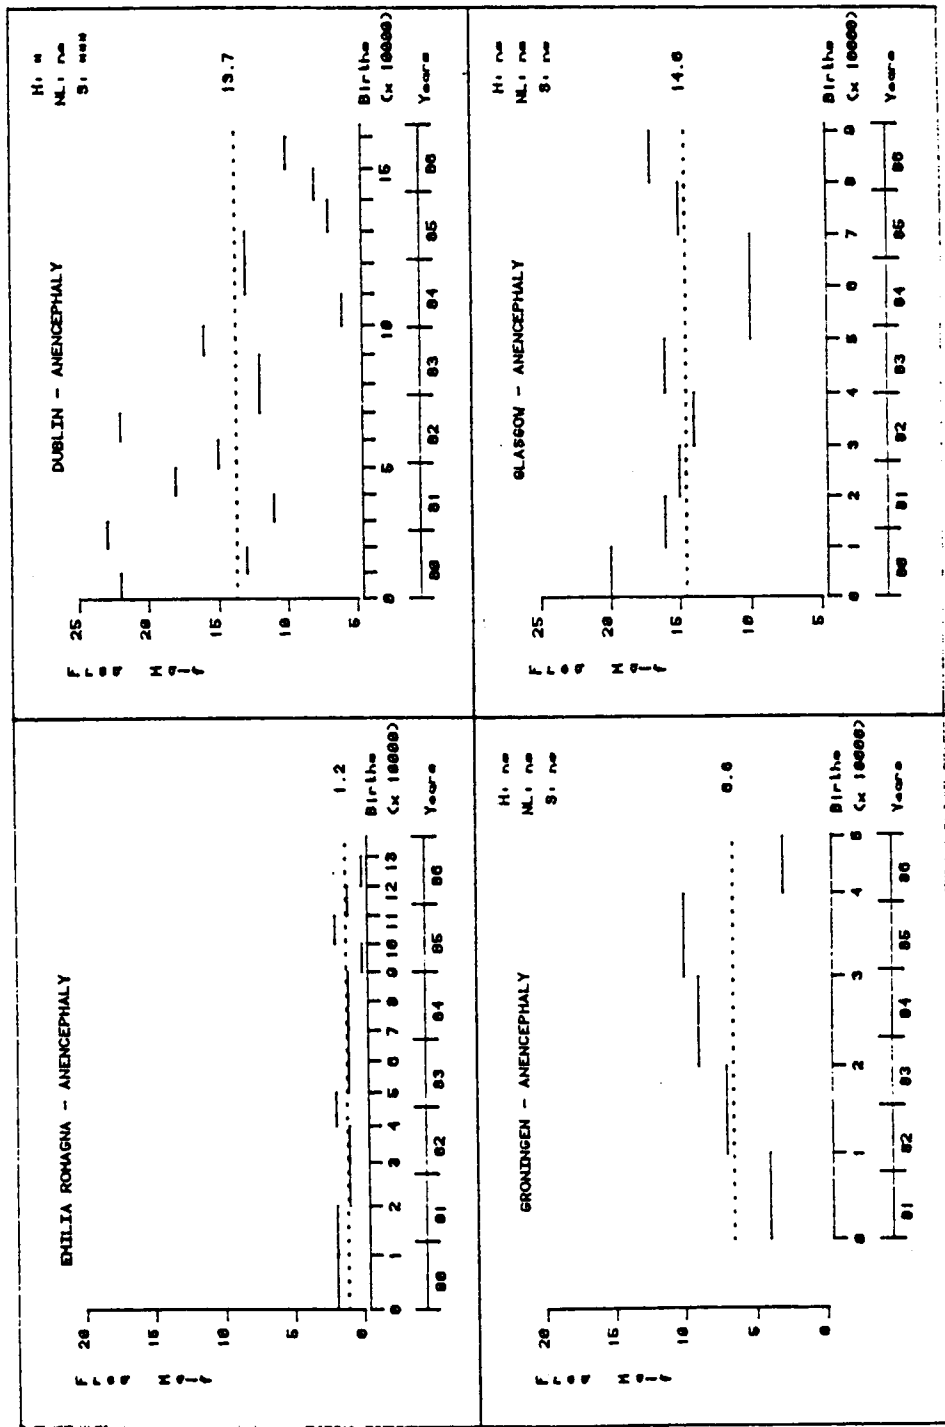 EMILIA ROMAGNA - ANENCEPHALY
Freq
20
15
10
5
0
1.2
0 1 2 3 4 5 6 7 8 9 10 11 12 13
Births
(x 10000)
80 81 82 83 84 85 86
Years
DUBLIN - ANENCEPHALY
H: *
NL: ns
S: ***
Freq
25
20
15
10
5
13.7
0 5 10 15
Births
(x 10000)
80 81 82 83 84 85 86
Years
GRONINGEN - ANENCEPHALY
H: ns
NL: ns
S: ns
Freq
20
15
10
5
0
6.6
0 1 2 3 4 5
Births
(x 10000)
81 82 83 84 85 86
Years
GLASGOW - ANENCEPHALY
H: ns
NL: ns
S: ns
Freq
25
20
15
10
5
14.6
0 1 2 3 4 5 6 7 8 9
Births
(x 10000)
80 81 82 83 84 85 86
Years